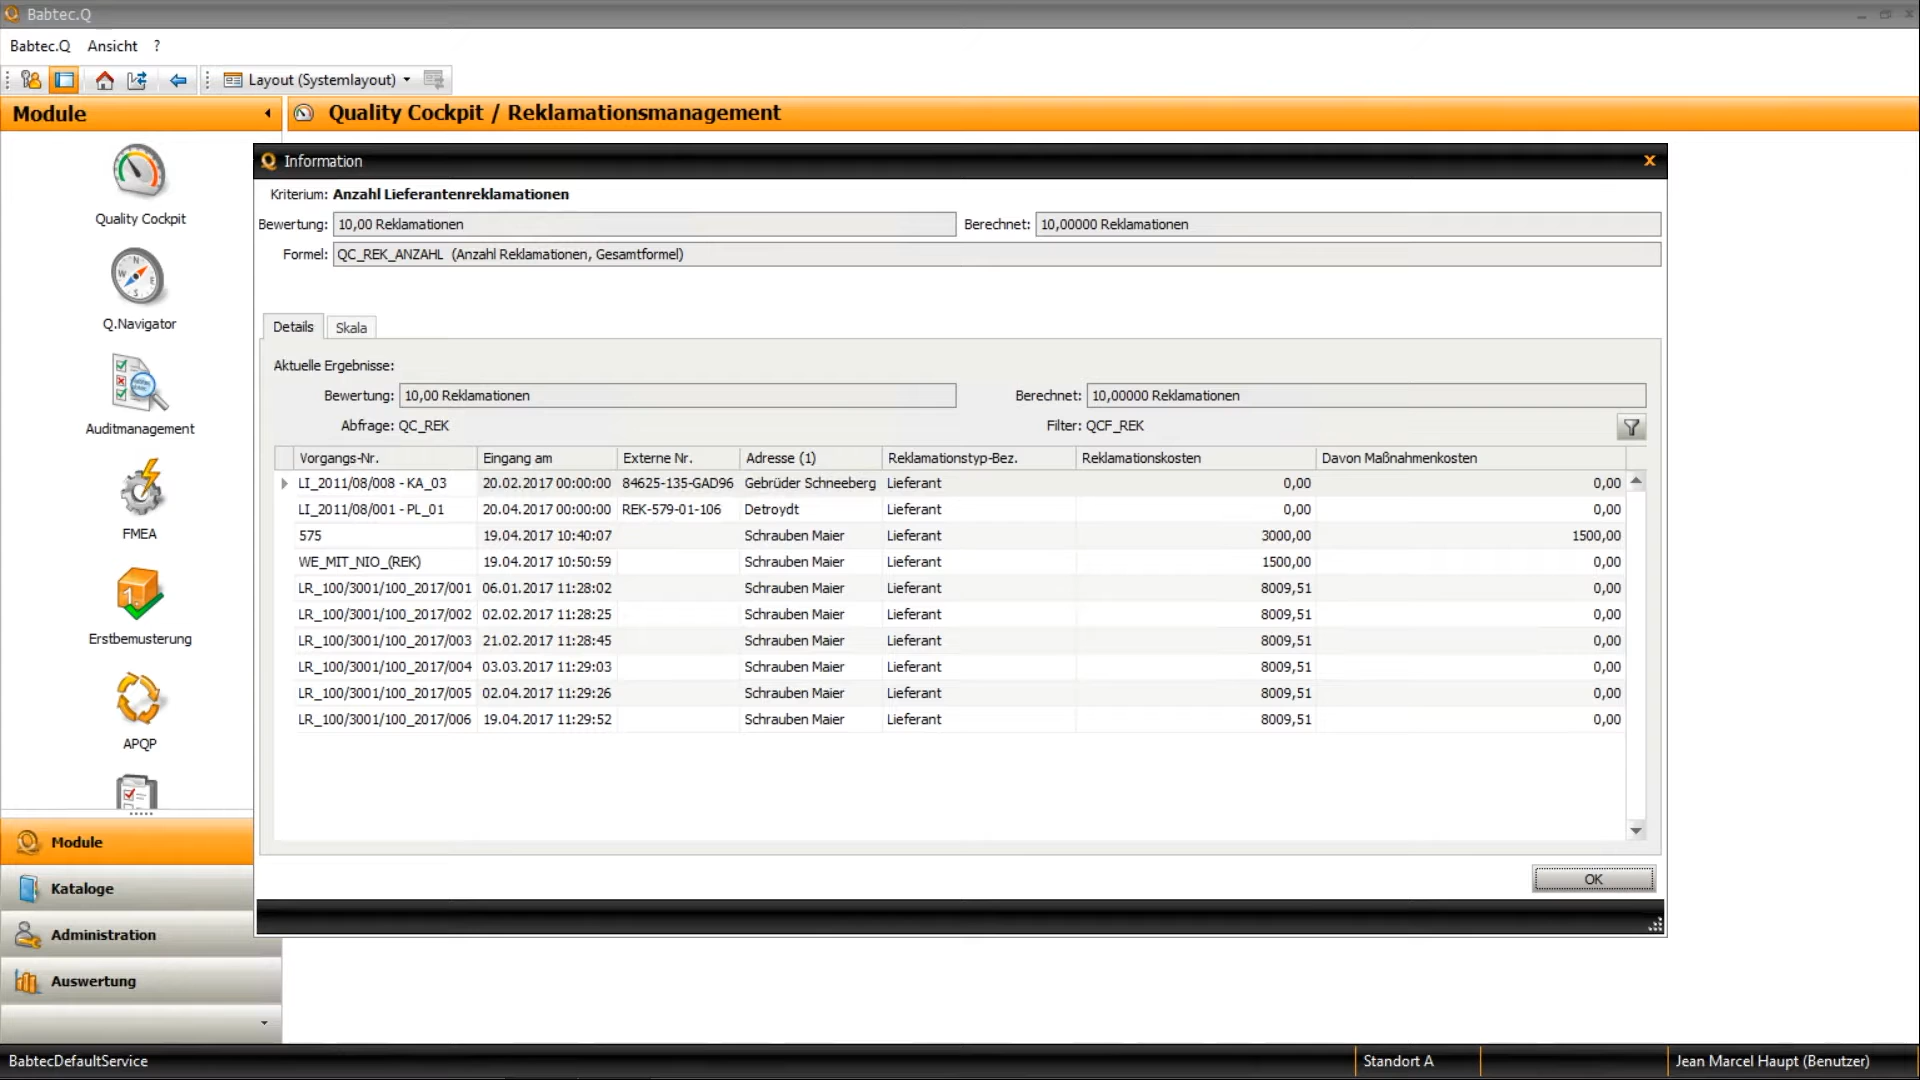 Babtec.Q
Babtec.Q Ansicht ?
Layout (Systemlayout)
Module
Quality Cockpit / Reklamationsmanagement
Quality Cockpit
Q.Navigator
Auditmanagement
FMEA
Erstbemusterung
APQP
Module
Kataloge
Administration
Auswertung
Information
Kriterium: Anzahl Lieferantenreklamationen
Bewertung: 10,00 Reklamationen Berechnet: 10,00000 Reklamationen
Formel: QC_REK_ANZAHL (Anzahl Reklamationen, Gesamtformel)
Details Skala
Aktuelle Ergebnisse:
Bewertung: 10,00 Reklamationen Berechnet: 10,00000 Reklamationen
Abfrage: QC_REK Filter: QCF_REK
Vorgangs-Nr. Eingang am Externe Nr. Adresse (1) Reklamationstyp-Bez. Reklamationskosten Davon Maßnahmenkosten
LI_2011/08/008 - KA_03 20.02.2017 00:00:00 84625-135-GAD96 Gebrüder Schneeberg Lieferant 0,00 0,00
LI_2011/08/001 - PL_01 20.04.2017 00:00:00 REK-579-01-106 Detroydt Lieferant 0,00 0,00
575 19.04.2017 10:40:07 Schrauben Maier Lieferant 3000,00 1500,00
WE_MIT_NIO_(REK) 19.04.2017 10:50:59 Schrauben Maier Lieferant 1500,00 0,00
LR_100/3001/100_2017/001 06.01.2017 11:28:02 Schrauben Maier Lieferant 8009,51 0,00
LR_100/3001/100_2017/002 02.02.2017 11:28:25 Schrauben Maier Lieferant 8009,51 0,00
LR_100/3001/100_2017/003 21.02.2017 11:28:45 Schrauben Maier Lieferant 8009,51 0,00
LR_100/3001/100_2017/004 03.03.2017 11:29:03 Schrauben Maier Lieferant 8009,51 0,00
LR_100/3001/100_2017/005 02.04.2017 11:29:26 Schrauben Maier Lieferant 8009,51 0,00
LR_100/3001/100_2017/006 19.04.2017 11:29:52 Schrauben Maier Lieferant 8009,51 0,00
OK
BabtecDefaultService Standort A Jean Marcel Haupt (Benutzer)